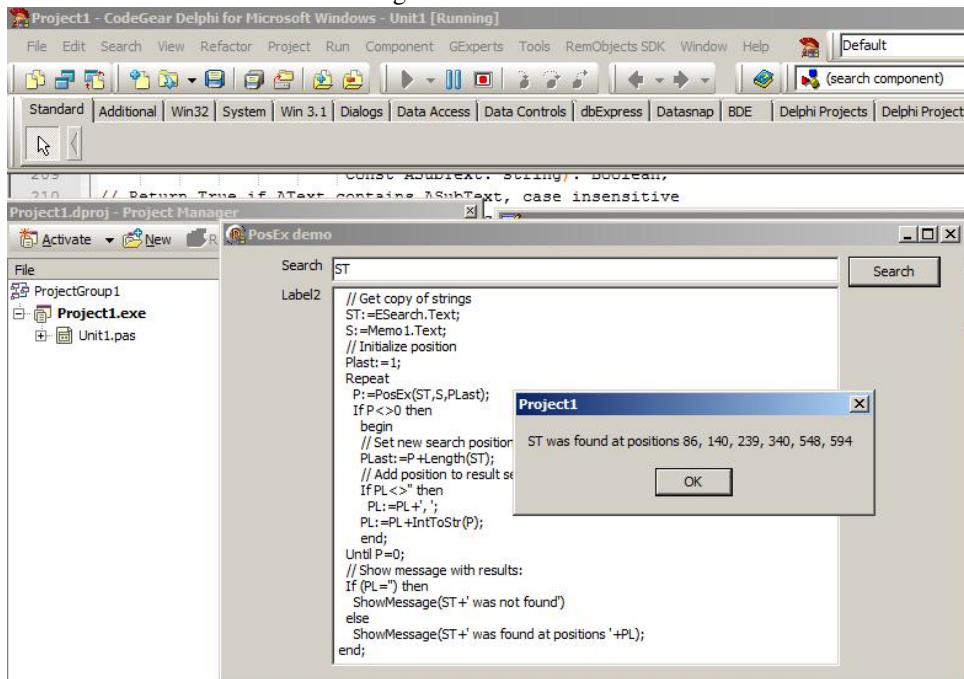 Project1 - CodeGear Delphi for Microsoft Windows - Unit1 [Running]
File Edit Search View Refactor Project Run Component GExperts Tools RemObjects SDK Window Help
Default
(search component)
Standard Additional Win32 System Win 3.1 Dialogs Data Access Data Controls dbExpress Datasnap BDE Delphi Projects Delphi Project
209 const ASubText: string): Boolean;
210 // Return True if AText contains ASubText, case insensitive
Project1.dproj - Project Manager
Activate New R
File
ProjectGroup1
Project1.exe
Unit1.pas
PosEx demo
Search ST Search
Label2
// Get copy of strings
ST:=ESearch.Text;
S:=Memo1.Text;
// Initialize position
Plast:=1;
Repeat
P:=PosEx(ST,S,PLast);
If P<>0 then
begin
// Set new search position
PLast:=P+Length(ST);
// Add position to result se
If PL<>'' then
PL:=PL+', ';
PL:=PL+IntToStr(P);
end;
Until P=0;
// Show message with results:
If (PL='') then
ShowMessage(ST+' was not found')
else
ShowMessage(ST+' was found at positions '+PL);
end;
Project1
ST was found at positions 86, 140, 239, 340, 548, 594
OK